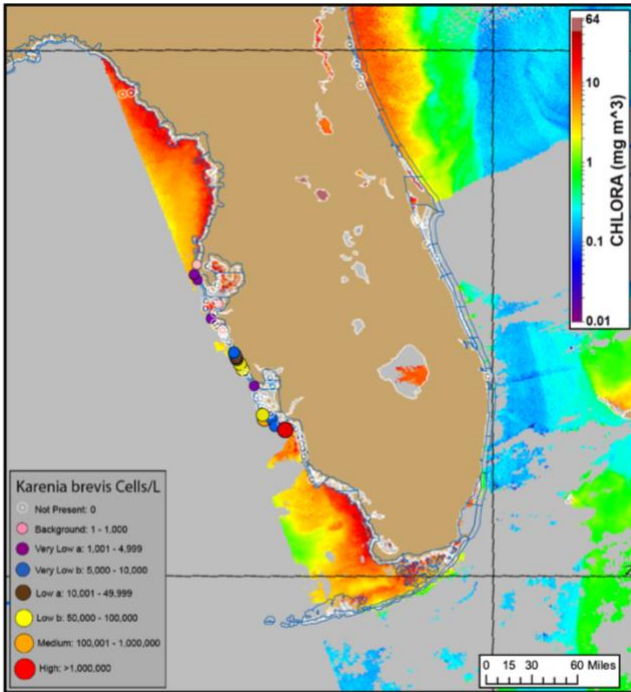 64
10
1
0.1
0.01
CHLORA (mg m^3)
Karenia brevis Cells/L
Not Present: 0
Background: 1 - 1,000
Very Low a: 1,001 - 4,999
Very Low b: 5,000 - 10,000
Low a: 10,001 - 49.999
Low b: 50,000 - 100,000
Medium: 100,001 - 1,000,000
High: >1,000,000
0 15 30 60 Miles